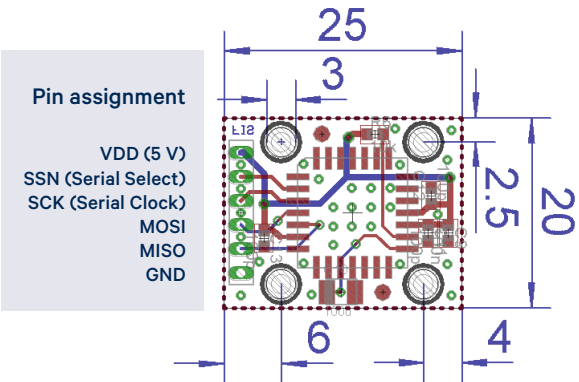 25
3
Pin assignment
VDD (5 V)
SSN (Serial Select)
SCK (Serial Clock)
MOSI
MISO
GND
2.5
20
6
4